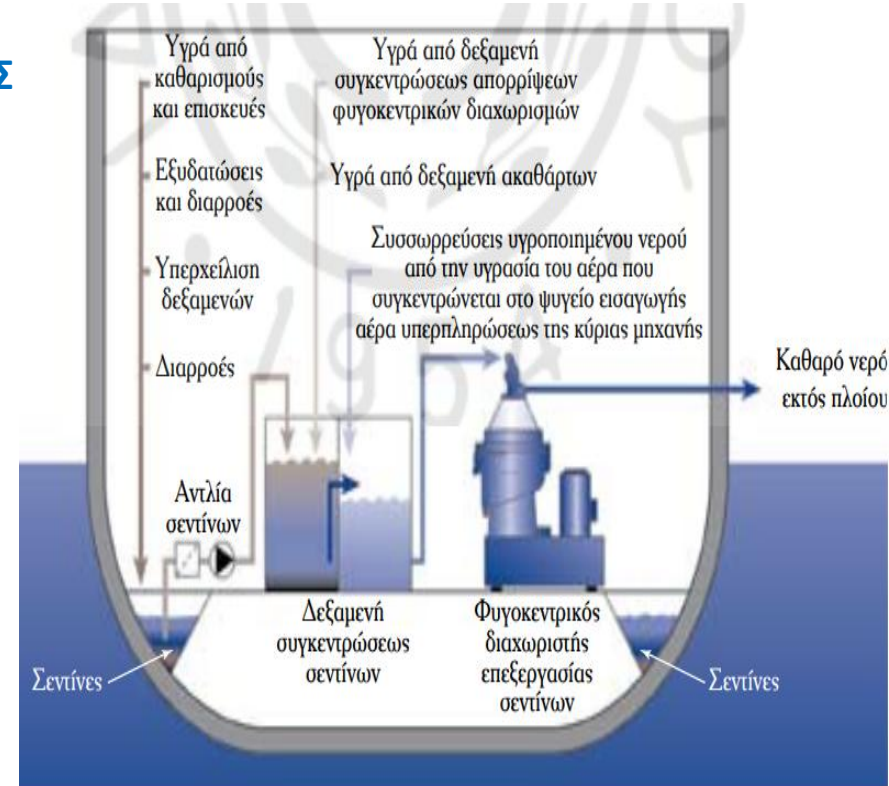 Σ
Υγρά από
καθαρισμούς
και επισκευές
Υγρά από δεξαμενή
συγκεντρώσεως απορρίψεων
φυγοκεντρικών διαχωρισμών
Εξυδατώσεις
και διαρροές
Υγρά από δεξαμενή ακαθάρτων
Υπερχείλιση
δεξαμενών
Συσσωρρεύσεις υγροποιημένου νερού
από την υγρασία του αέρα που
συγκεντρώνεται στο ψυγείο εισαγωγής
αέρα υπερπληρώσεως της κύριας μηχανής
Διαρροές
Καθαρό νερό
εκτός πλοίου
Αντλία
σεντίνων
Δεξαμενή
συγκεντρώσεως
σεντίνων
Φυγοκεντρικός
διαχωριστής
επεξεργασίας
σεντίνων
Σεντίνες
Σεντίνες